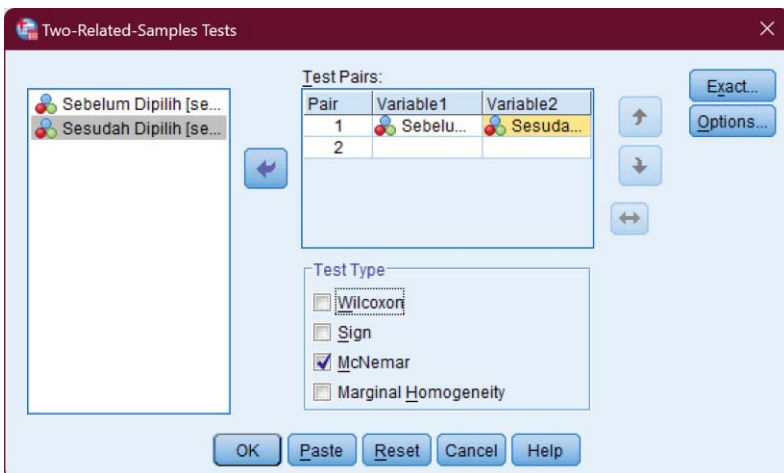 Two-Related-Samples Tests
Sebelum Dipilih [se...
Sesudah Dipilih [se...
Test Pairs:
Pair Variable1 Variable2
1 Sebelu... Sesuda...
2
Exact...
Options...
Test Type
Wilcoxon
Sign
McNemar
Marginal Homogeneity
OK Paste Reset Cancel Help